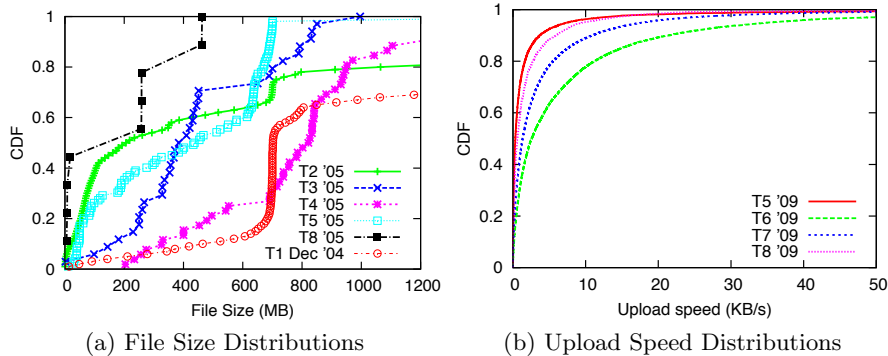 1
0.8
0.6
0.4
0.2
0
CDF
0 200 400 600 800 1000 1200
File Size (MB)
T2 '05
T3 '05
T4 '05
T5 '05
T8 '05
T1 Dec '04
(a) File Size Distributions
1
0.8
0.6
0.4
0.2
0
CDF
0 10 20 30 40 50
Upload speed (KB/s)
T5 '09
T6 '09
T7 '09
T8 '09
(b) Upload Speed Distributions